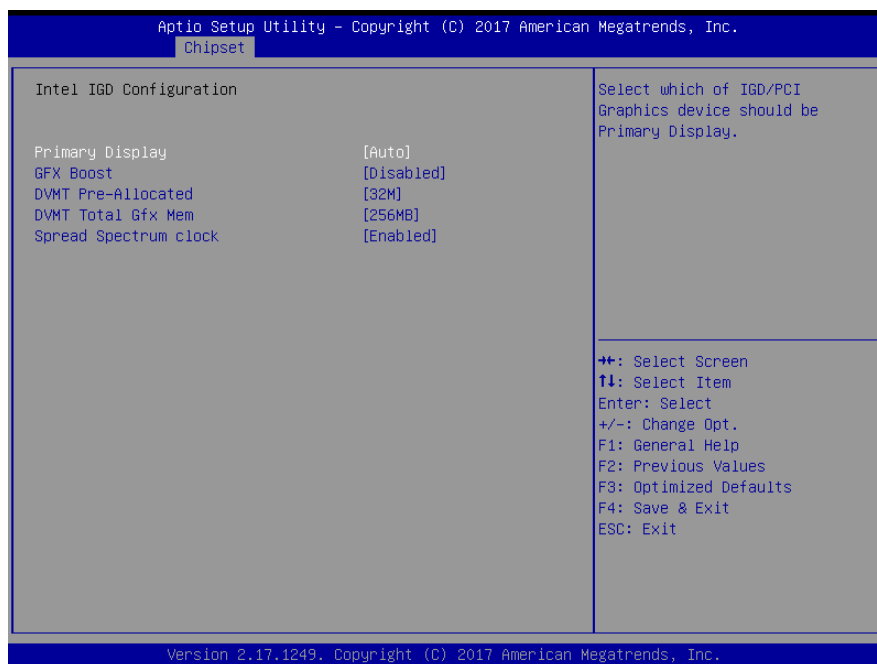 Aptio Setup Utility – Copyright (C) 2017 American Megatrends, Inc.
Chipset
Intel IGD Configuration
Primary Display [Auto]
GFX Boost [Disabled]
DVMT Pre-Allocated [32M]
DVMT Total Gfx Mem [256MB]
Spread Spectrum clock [Enabled]
Select which of IGD/PCI
Graphics device should be
Primary Display.
→←: Select Screen
↑↓: Select Item
Enter: Select
+/-: Change Opt.
F1: General Help
F2: Previous Values
F3: Optimized Defaults
F4: Save & Exit
ESC: Exit
Version 2.17.1249. Copyright (C) 2017 American Megatrends, Inc.